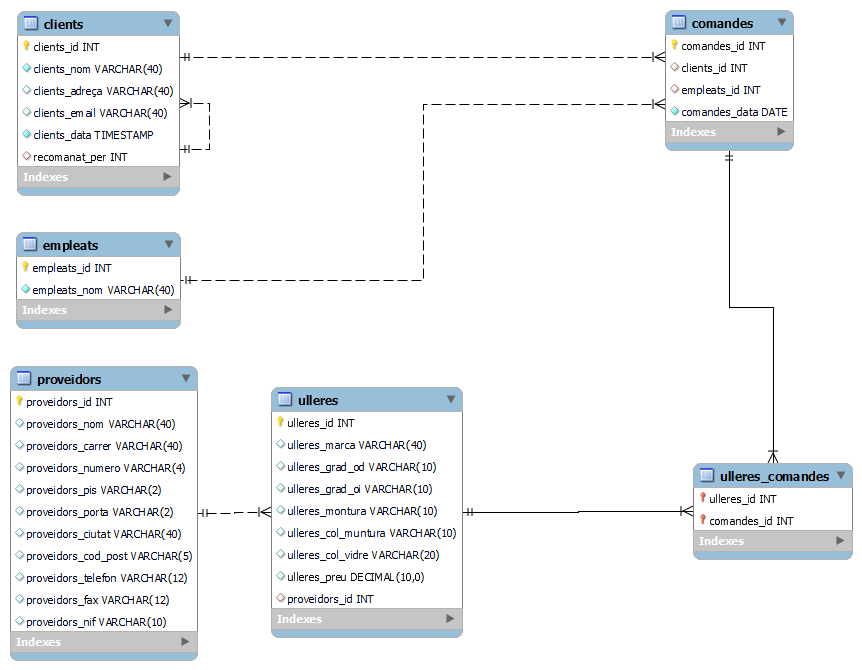 clients
clients_id INT
clients_nom VARCHAR(40)
clients_adreça VARCHAR(40)
clients_email VARCHAR(40)
clients_data TIMESTAMP
recomanat_per INT
Indexes
comandes
comandes_id INT
clients_id INT
empleats_id INT
comandes_data DATE
Indexes
empleats
empleats_id INT
empleats_nom VARCHAR(40)
Indexes
proveidors
proveidors_id INT
proveidors_nom VARCHAR(40)
proveidors_carrer VARCHAR(40)
proveidors_numero VARCHAR(4)
proveidors_pis VARCHAR(2)
proveidors_porta VARCHAR(2)
proveidors_ciutat VARCHAR(40)
proveidors_cod_post VARCHAR(5)
proveidors_telefon VARCHAR(12)
proveidors_fax VARCHAR(12)
proveidors_nif VARCHAR(10)
Indexes
ulleres
ulleres_id INT
ulleres_marca VARCHAR(40)
ulleres_grad_od VARCHAR(10)
ulleres_grad_oi VARCHAR(10)
ulleres_montura VARCHAR(10)
ulleres_col_muntura VARCHAR(10)
ulleres_col_vidre VARCHAR(20)
ulleres_preu DECIMAL(10,0)
proveidors_id INT
Indexes
ulleres_comandes
ulleres_id INT
comandes_id INT
Indexes